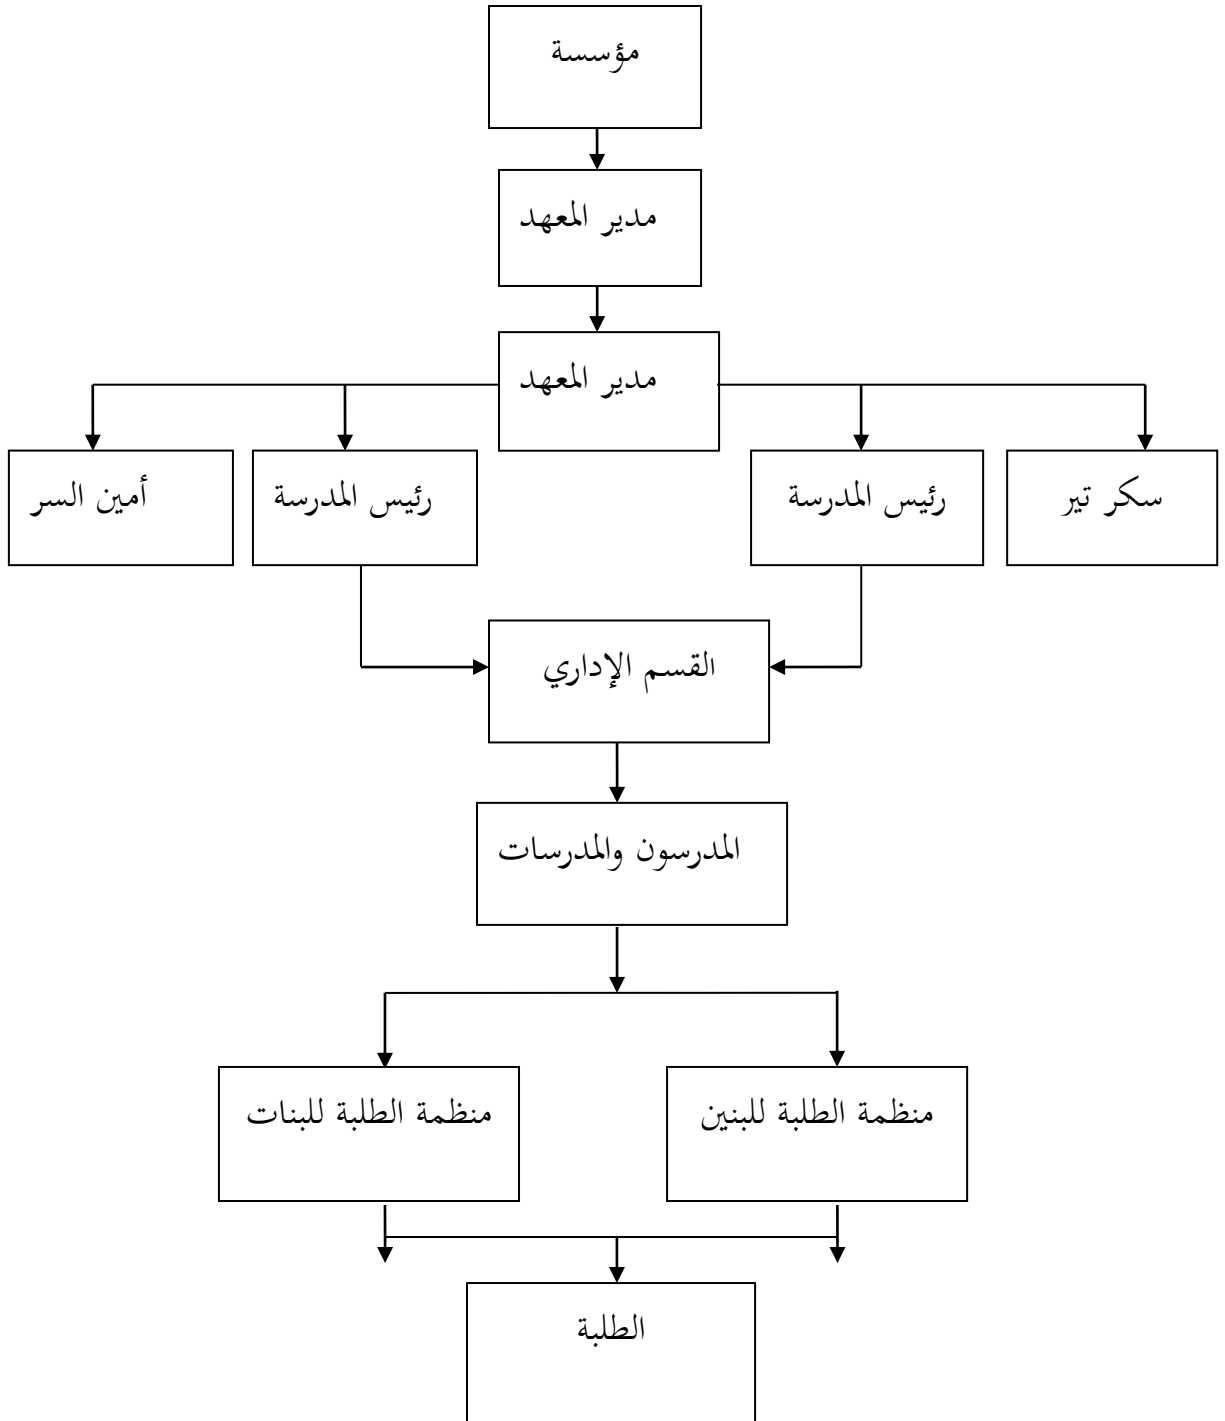 مؤسسة
مدير المعهد
مدير المعهد
سكر تير
رئيس المدرسة
رئيس المدرسة
أمين السر
القسم الإداري
المدرسون والمدرسات
منظمة الطلبة للبنين
منظمة الطلبة للبنات
الطلبة